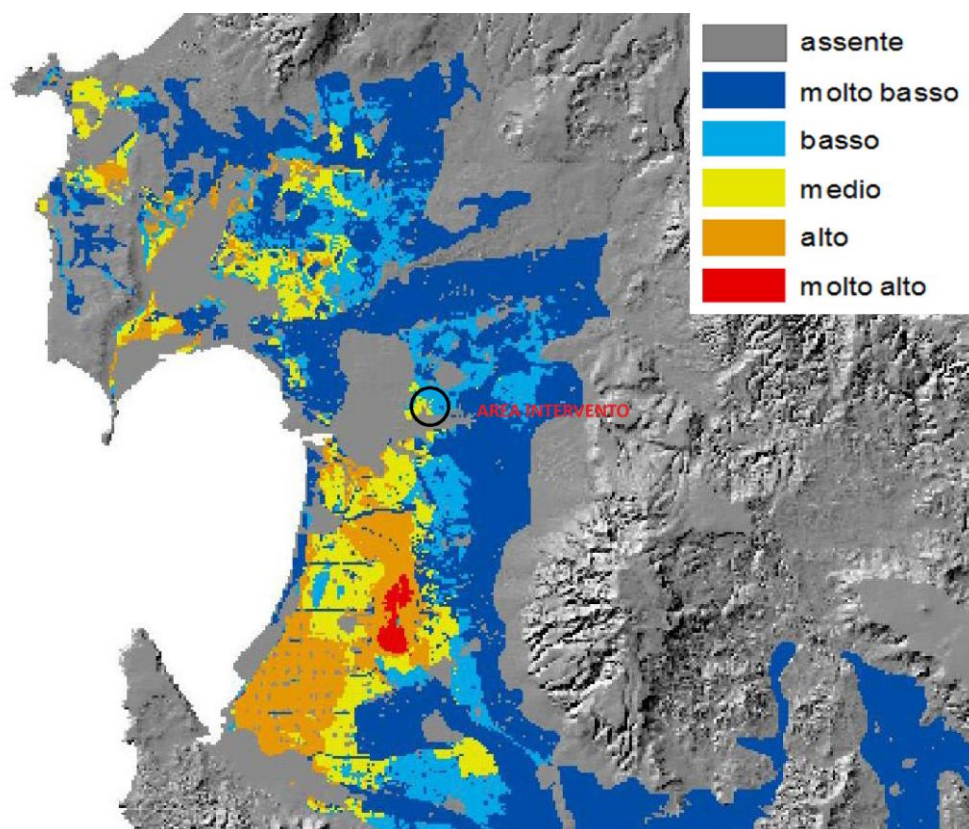 assente
molto basso
basso
medio
alto
molto alto
AREA INTERVENTO